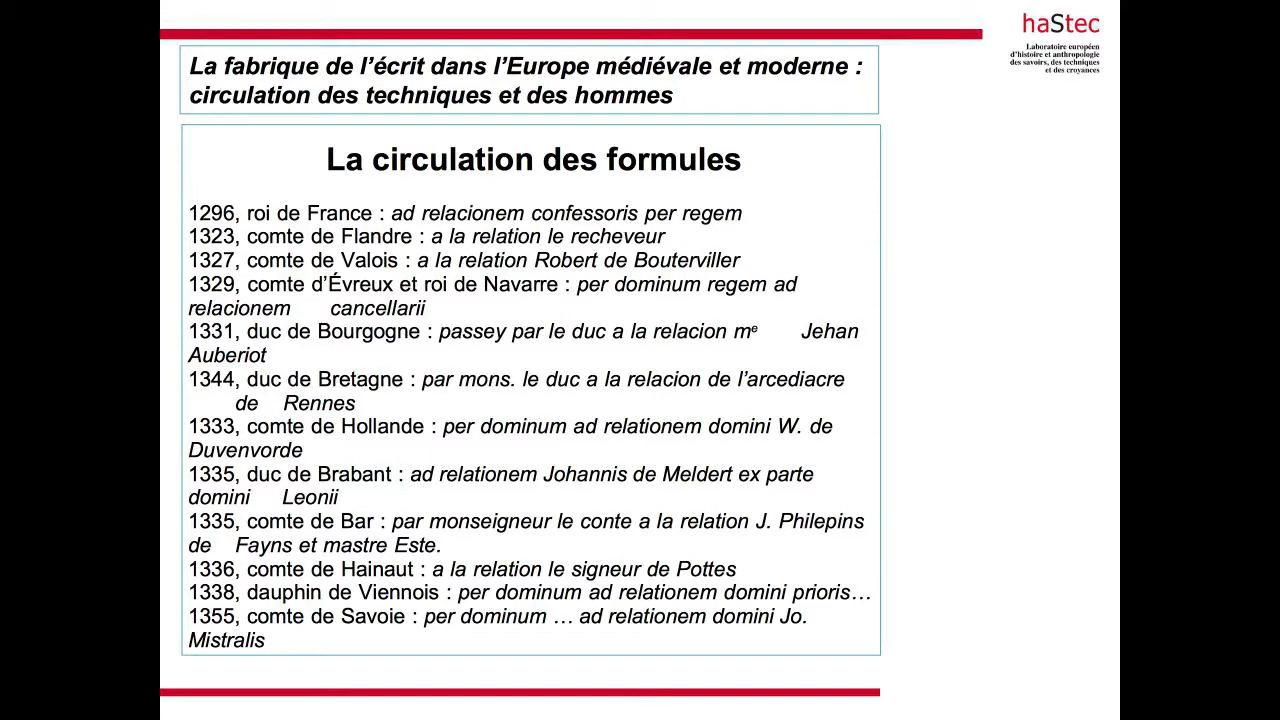 haStec
Laboratoire européen
d'histoire et anthropologie
des savoirs, des techniques
et des croyances
La fabrique de l'écrit dans l'Europe médiévale et moderne :
circulation des techniques et des hommes
La circulation des formules
1296, roi de France : ad relacionem confessoris per regem
1323, comte de Flandre : a la relation le recheveur
1327, comte de Valois : a la relation Robert de Bouterviller
1329, comte d'Évreux et roi de Navarre : per dominum regem ad
relacionem cancellarii
1331, duc de Bourgogne : passey par le duc a la relacion mᵉ Jehan
Auberiot
1344, duc de Bretagne : par mons. le duc a la relacion de l'arcediacre
de Rennes
1333, comte de Hollande : per dominum ad relationem domini W. de
Duvenvorde
1335, duc de Brabant : ad relationem Johannis de Meldert ex parte
domini Leonii
1335, comte de Bar : par monseigneur le conte a la relation J. Philepins
de Fayns et mastre Este.
1336, comte de Hainaut : a la relation le signeur de Pottes
1338, dauphin de Viennois : per dominum ad relationem domini prioris…
1355, comte de Savoie : per dominum … ad relationem domini Jo.
Mistralis